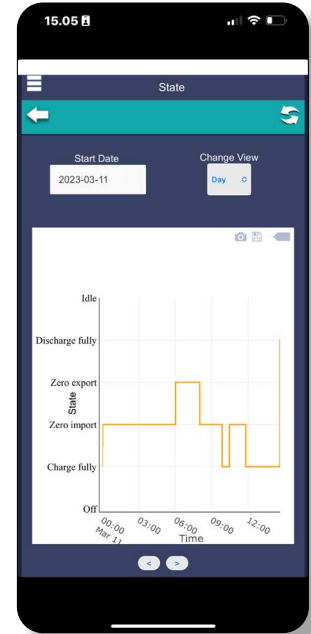 15.05
State
Start Date
Change View
2023-03-11
Day
Idle
Discharge fully
Zero export
State
Zero import
Charge fully
Off
00:00
03:00
06:00
09:00
12:00
Mar 11
Time
<
>